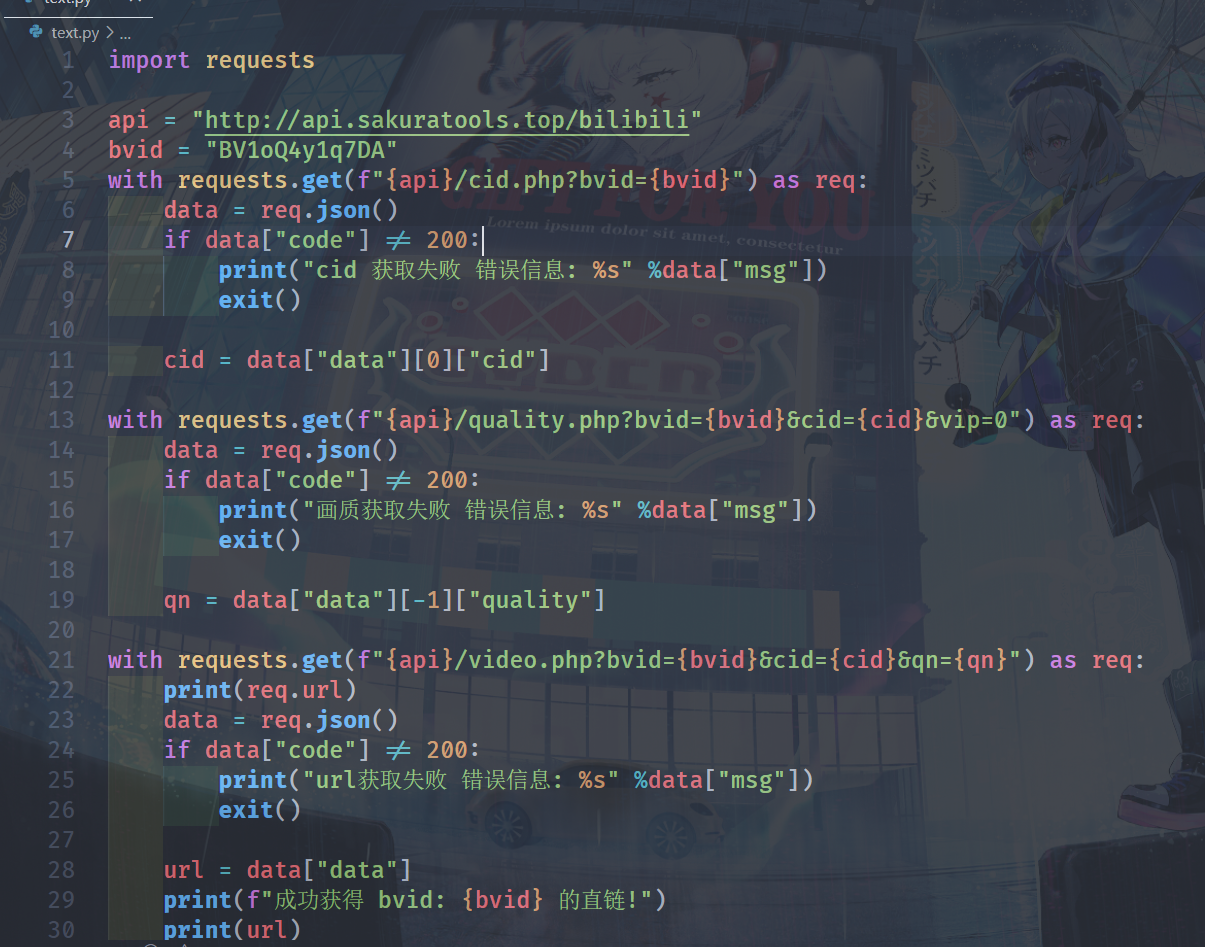 text.py
text.py > ...
1 import requests
2
3 api = "http://api.sakuratools.top/bilibili"
4 bvid = "BV1oQ4y1q7DA"
5 with requests.get(f"{api}/cid.php?bvid={bvid}") as req:
6 data = req.json()
7 if data["code"] != 200:
8 print("cid 获取失败 错误信息: %s" %data["msg"])
9 exit()
10
11 cid = data["data"][0]["cid"]
12
13 with requests.get(f"{api}/quality.php?bvid={bvid}&cid={cid}&vip=0") as req:
14 data = req.json()
15 if data["code"] != 200:
16 print("画质获取失败 错误信息: %s" %data["msg"])
17 exit()
18
19 qn = data["data"][-1]["quality"]
20
21 with requests.get(f"{api}/video.php?bvid={bvid}&cid={cid}&qn={qn}") as req:
22 print(req.url)
23 data = req.json()
24 if data["code"] != 200:
25 print("url获取失败 错误信息: %s" %data["msg"])
26 exit()
27
28 url = data["data"]
29 print(f"成功获得 bvid: {bvid} 的直链!")
30 print(url)
GIFT FOR YOU
Lorem ipsum dolor sit amet, consectetur
ミツバチ